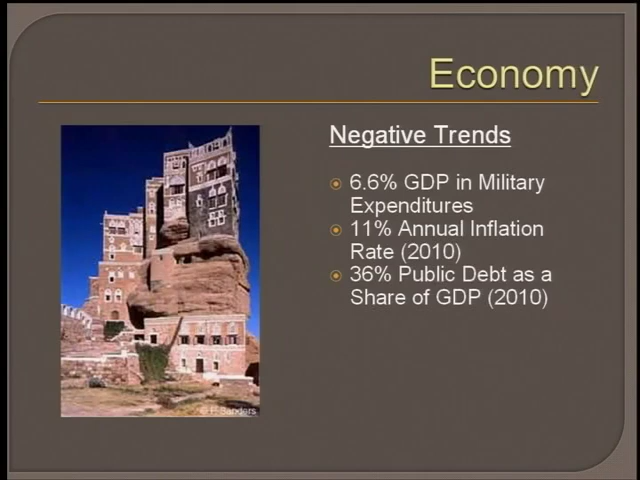 Economy
Negative Trends
6.6% GDP in Military
Expenditures
11% Annual Inflation
Rate (2010)
36% Public Debt as a
Share of GDP (2010)
© P Sanders